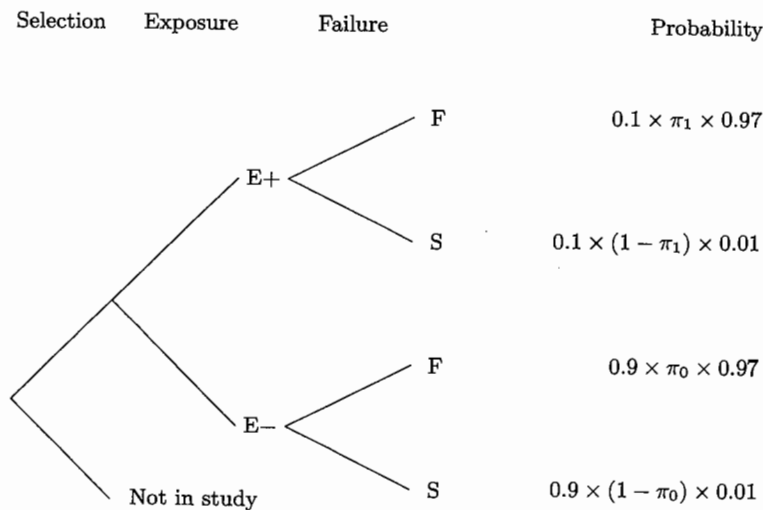 Selection Exposure Failure Probability
F 0.1 × π₁ × 0.97
E+
S 0.1 × (1 − π₁) × 0.01
F 0.9 × π₀ × 0.97
E−
S 0.9 × (1 − π₀) × 0.01
Not in study